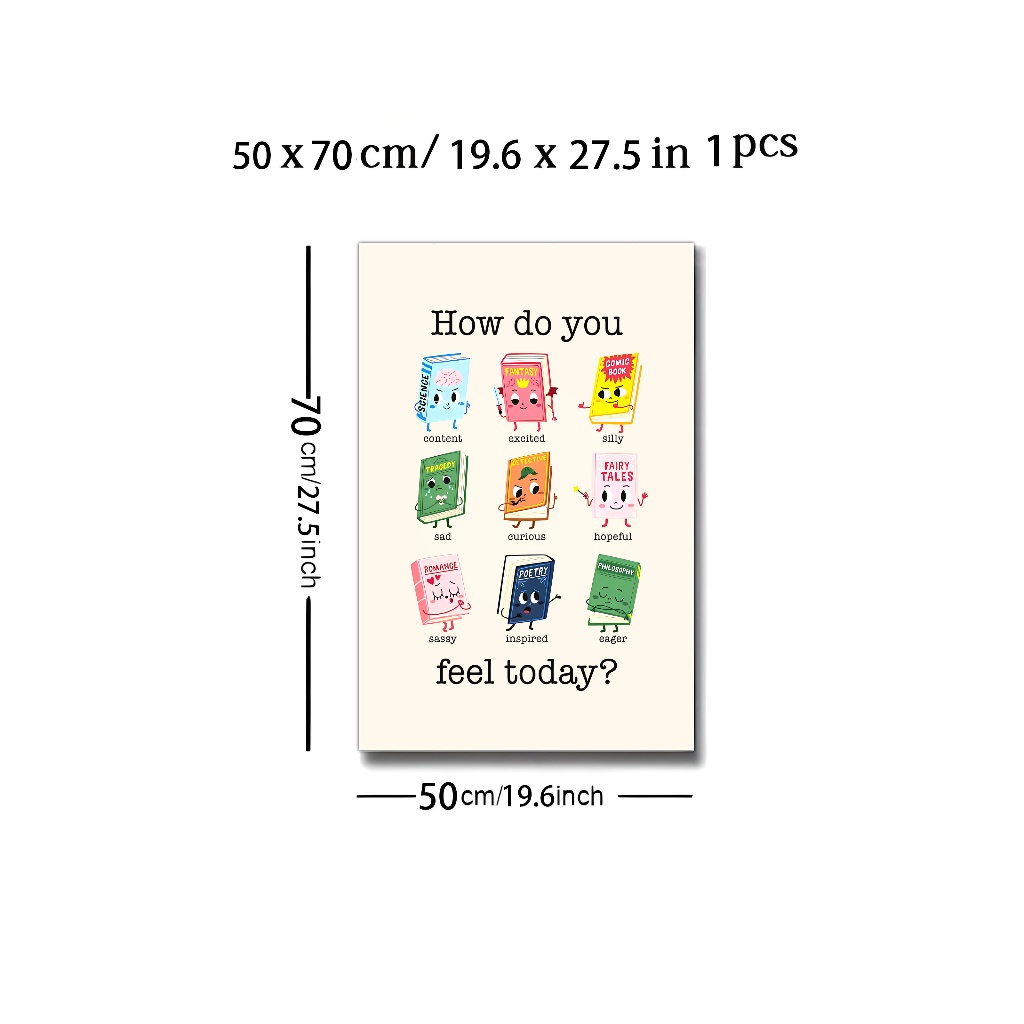 50 x 70 cm/ 19.6 x 27.5 in 1 pcs
70cm/27.5inch
How do you
SCIENCE
FANTASY
COMIC
BOOK
content excited silly
TRAGEDY
DETECTIVE
FAIRY
TALES
sad curious hopeful
ROMANCE
POETRY
PHILOSOPHY
sassy inspired eager
feel today?
50cm/19.6inch